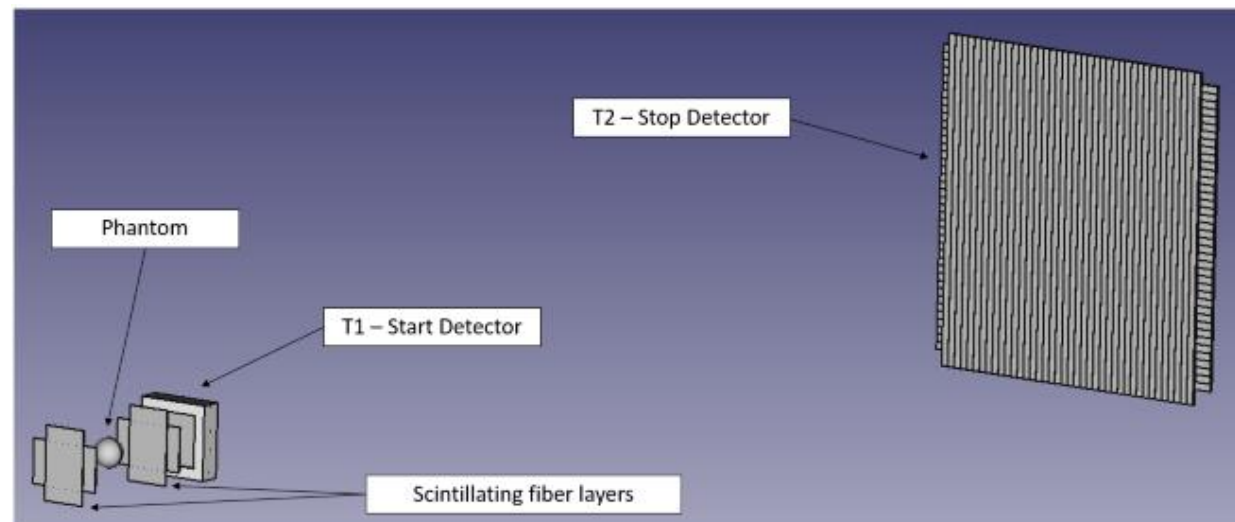 T2 – Stop Detector
Phantom
T1 – Start Detector
Scintillating fiber layers